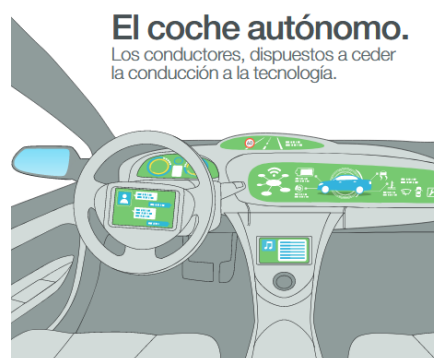 El coche autónomo.
Los conductores, dispuestos a ceder
la conducción a la tecnología.